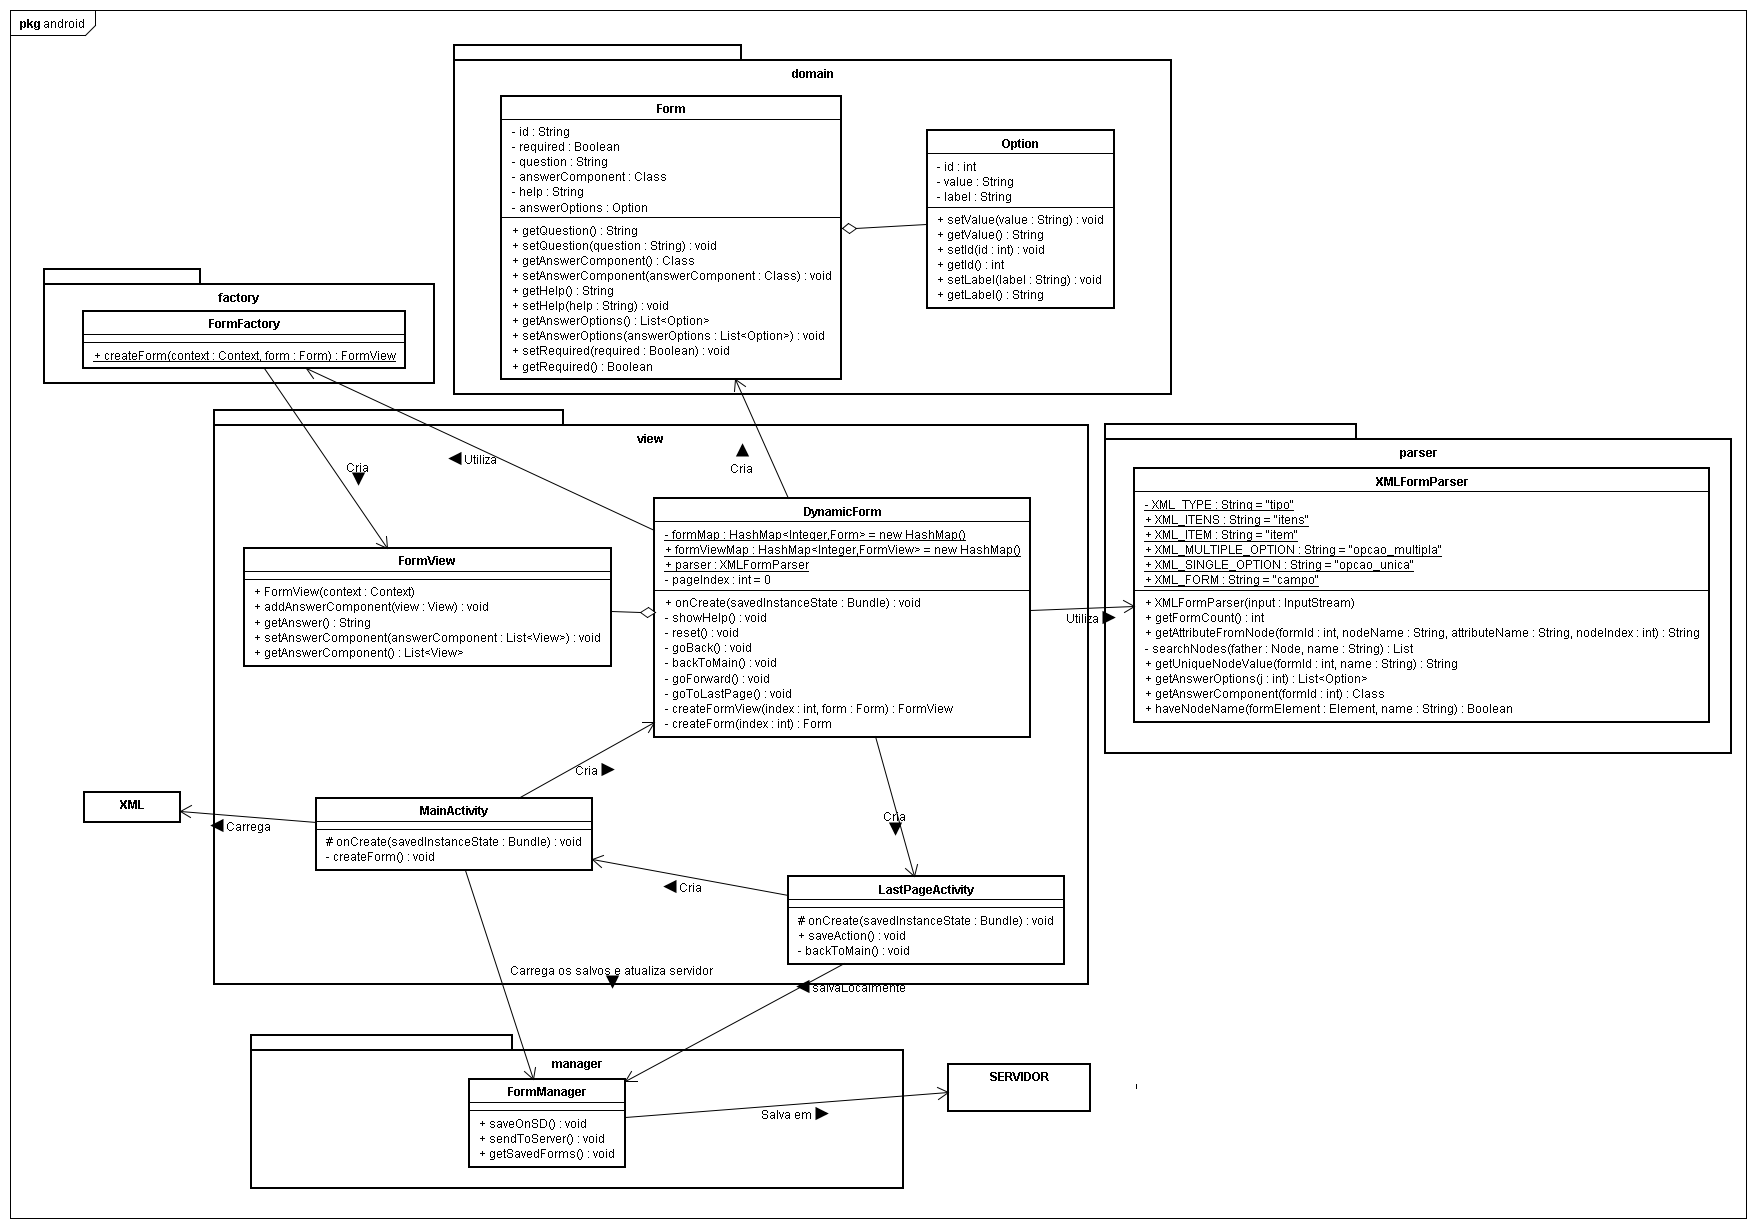 pkg android
domain
Form
- id : String
- required : Boolean
- question : String
- answerComponent : Class
- help : String
- answerOptions : Option
+ getQuestion() : String
+ setQuestion(question : String) : void
+ getAnswerComponent() : Class
+ setAnswerComponent(answerComponent : Class) : void
+ getHelp() : String
+ setHelp(help : String) : void
+ getAnswerOptions() : List<Option>
+ setAnswerOptions(answerOptions : List<Option>) : void
+ setRequired(required : Boolean) : void
+ getRequired() : Boolean
Option
- id : int
- value : String
- label : String
+ setValue(value : String) : void
+ getValue() : String
+ setId(id : int) : void
+ getId() : int
+ setLabel(label : String) : void
+ getLabel() : String
factory
FormFactory
+ createForm(context : Context, form : Form) : FormView
view
Cria
Utiliza
Cria
FormView
+ FormView(context : Context)
+ addAnswerComponent(view : View) : void
+ getAnswer() : String
+ setAnswerComponent(answerComponent : List<View>) : void
+ getAnswerComponent() : List<View>
DynamicForm
- formMap : HashMap<Integer,Form> = new HashMap()
+ formViewMap : HashMap<Integer,FormView> = new HashMap()
+ parser : XMLFormParser
- pageIndex : int = 0
+ onCreate(savedInstanceState : Bundle) : void
- showHelp() : void
- reset() : void
- goBack() : void
- backToMain() : void
- goForward() : void
- goToLastPage() : void
- createFormView(index : int, form : Form) : FormView
- createForm(index : int) : Form
Utiliza
parser
XMLFormParser
- XML_TYPE : String = "tipo"
+ XML_ITENS : String = "itens"
+ XML_ITEM : String = "item"
+ XML_MULTIPLE_OPTION : String = "opcao_multipla"
+ XML_SINGLE_OPTION : String = "opcao_unica"
+ XML_FORM : String = "campo"
+ XMLFormParser(input : InputStream)
+ getFormCount() : int
+ getAttributeFromNode(formId : int, nodeName : String, attributeName : String, nodeIndex : int) : String
- searchNodes(father : Node, name : String) : List
+ getUniqueNodeValue(formId : int, name : String) : String
+ getAnswerOptions(j : int) : List<Option>
+ getAnswerComponent(formId : int) : Class
+ haveNodeName(formElement : Element, name : String) : Boolean
Cria
XML
Carrega
MainActivity
# onCreate(savedInstanceState : Bundle) : void
- createForm() : void
Cria
Cria
LastPageActivity
# onCreate(savedInstanceState : Bundle) : void
+ saveAction() : void
- backToMain() : void
Carrega os salvos e atualiza servidor
salvaLocalmente
manager
FormManager
+ saveOnSD() : void
+ sendToServer() : void
+ getSavedForms() : void
Salva em
SERVIDOR